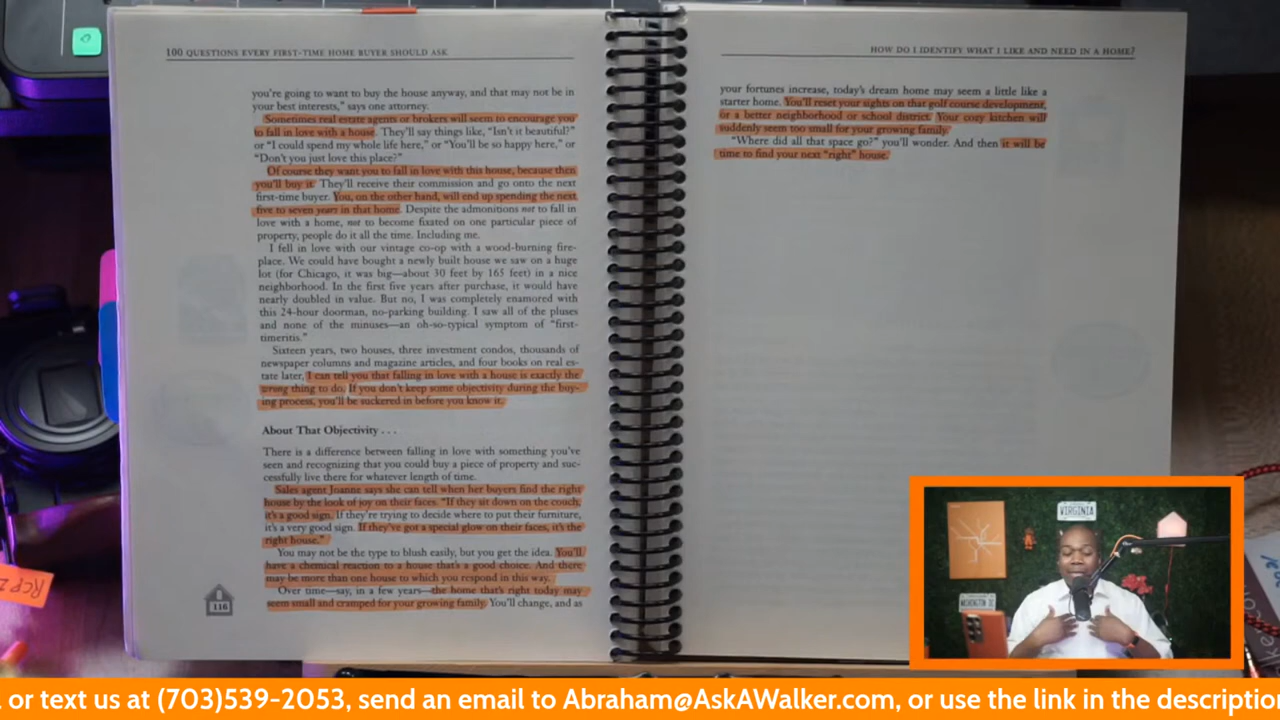 100 QUESTIONS EVERY FIRST-TIME HOME BUYER SHOULD ASK
you're going to want to buy the house anyway, and that may not be in
your best interests," says one attorney.
Sometimes real estate agents or brokers will seem to encourage you
to fall in love with a house. They'll say things like, "Isn't it beautiful?"
or "I could spend my whole life here," or "You'll be so happy here," or
"Don't you just love this place?"
Of course they want you to fall in love with this house, because then
you'll buy it. They'll receive their commission and go onto the next
first-time buyer. You, on the other hand, will end up spending the next
five to seven years in that home. Despite the admonitions not to fall in
love with a home, not to become fixated on one particular piece of
property, people do it all the time. Including me.
I fell in love with our vintage co-op with a wood-burning fire-
place. We could have bought a newly built house we saw on a huge
lot (for Chicago, it was big—about 30 feet by 165 feet) in a nice
neighborhood. In the first five years after purchase, it would have
nearly doubled in value. But no, I was completely enamored with
this 24-hour doorman, no-parking building. I saw all of the pluses
and none of the minuses—an oh-so-typical symptom of "first-
timeritis."
Sixteen years, two houses, three investment condos, thousands of
newspaper columns and magazine articles, and four books on real es-
tate later, I can tell you that falling in love with a house is exactly the
wrong thing to do. If you don't keep some objectivity during the buy-
ing process, you'll be suckered in before you know it.
About That Objectivity . . .
There is a difference between falling in love with something you've
seen and recognizing that you could buy a piece of property and suc-
cessfully live there for whatever length of time.
Sales agent Joanne says she can tell when her buyers find the right
house by the look of joy on their faces. "If they sit down on the couch,
it's a good sign. If they're trying to decide where to put their furniture,
it's a very good sign. If they've got a special glow on their faces, it's the
right house."
You may not be the type to blush easily, but you get the idea. You'll
have a chemical reaction to a house that's a good choice. And there
may be more than one house to which you respond in this way.
Over time—say, in a few years—the home that's right today may
seem small and cramped for your growing family. You'll change, and as
116
HOW DO I IDENTIFY WHAT I LIKE AND NEED IN A HOME?
your fortunes increase, today's dream home may seem a little like a
starter home. You'll reset your sights on that golf course development,
or a better neighborhood or school district. Your cozy kitchen will
suddenly seem too small for your growing family.
"Where did all that space go?" you'll wonder. And then it will be
time to find your next "right" house.
VIRGINIA
WASHINGTON DC
or text us at (703)539-2053, send an email to Abraham@AskAWalker.com, or use the link in the descriptio